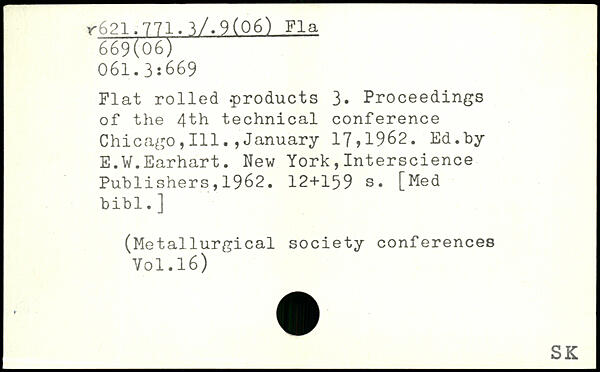 r621.771.3/.9(06) Fla
669(06)
061.3:669
Flat rolled products 3. Proceedings
of the 4th technical conference
Chicago,Ill.,January 17,1962. Ed.by
E.W.Earhart. New York,Interscience
Publishers,1962. 12+159 s. [Med
bibl.]
(Metallurgical society conferences
Vol.16)
SK